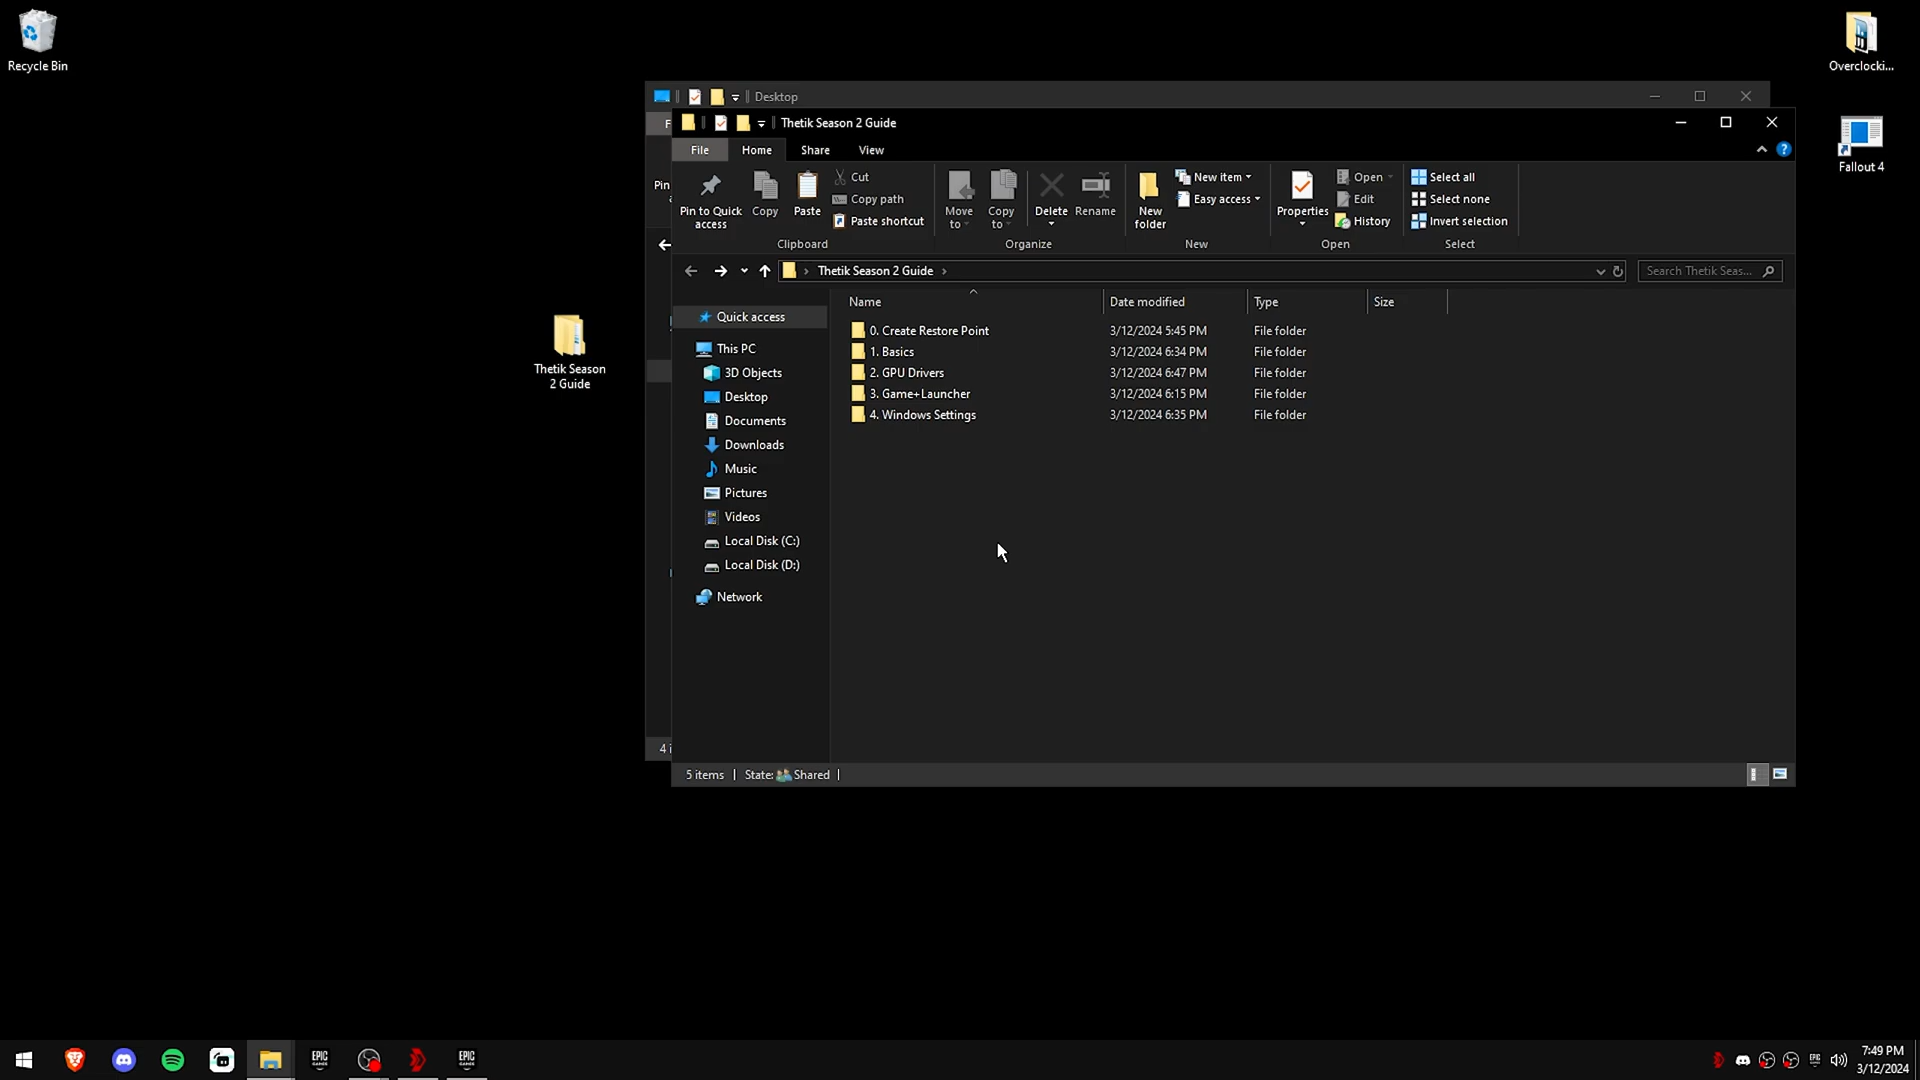 Recycle Bin
Overclocki...
Fallout 4
Thetik Season
2 Guide
Desktop
Thetik Season 2 Guide
File Home Share View
Pin to Quick
access
Copy
Paste
Cut
Copy path
Paste shortcut
Clipboard
Move
to
Copy
to
Delete
Rename
Organize
New
folder
New item
Easy access
New
Properties
Open
Edit
History
Open
Select all
Select none
Invert selection
Select
Thetik Season 2 Guide
Search Thetik Seas...
Name Date modified Type Size
0. Create Restore Point 3/12/2024 5:45 PM File folder
1. Basics 3/12/2024 6:34 PM File folder
2. GPU Drivers 3/12/2024 6:47 PM File folder
3. Game+Launcher 3/12/2024 6:15 PM File folder
4. Windows Settings 3/12/2024 6:35 PM File folder
Quick access
This PC
3D Objects
Desktop
Documents
Downloads
Music
Pictures
Videos
Local Disk (C:)
Local Disk (D:)
Network
5 items State: Shared
EPIC
GAMES
EPIC
GAMES
7:49 PM
3/12/2024